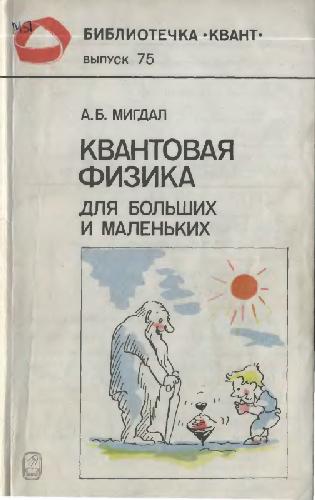 БИБЛИОТЕЧКА •КВАНТ•
ВЫПУСК 75
А.Б. МИГДАЛ
КВАНТОВАЯ
ФИЗИКА
ДЛЯ БОЛЬШИХ
И МАЛЕНЬКИХ